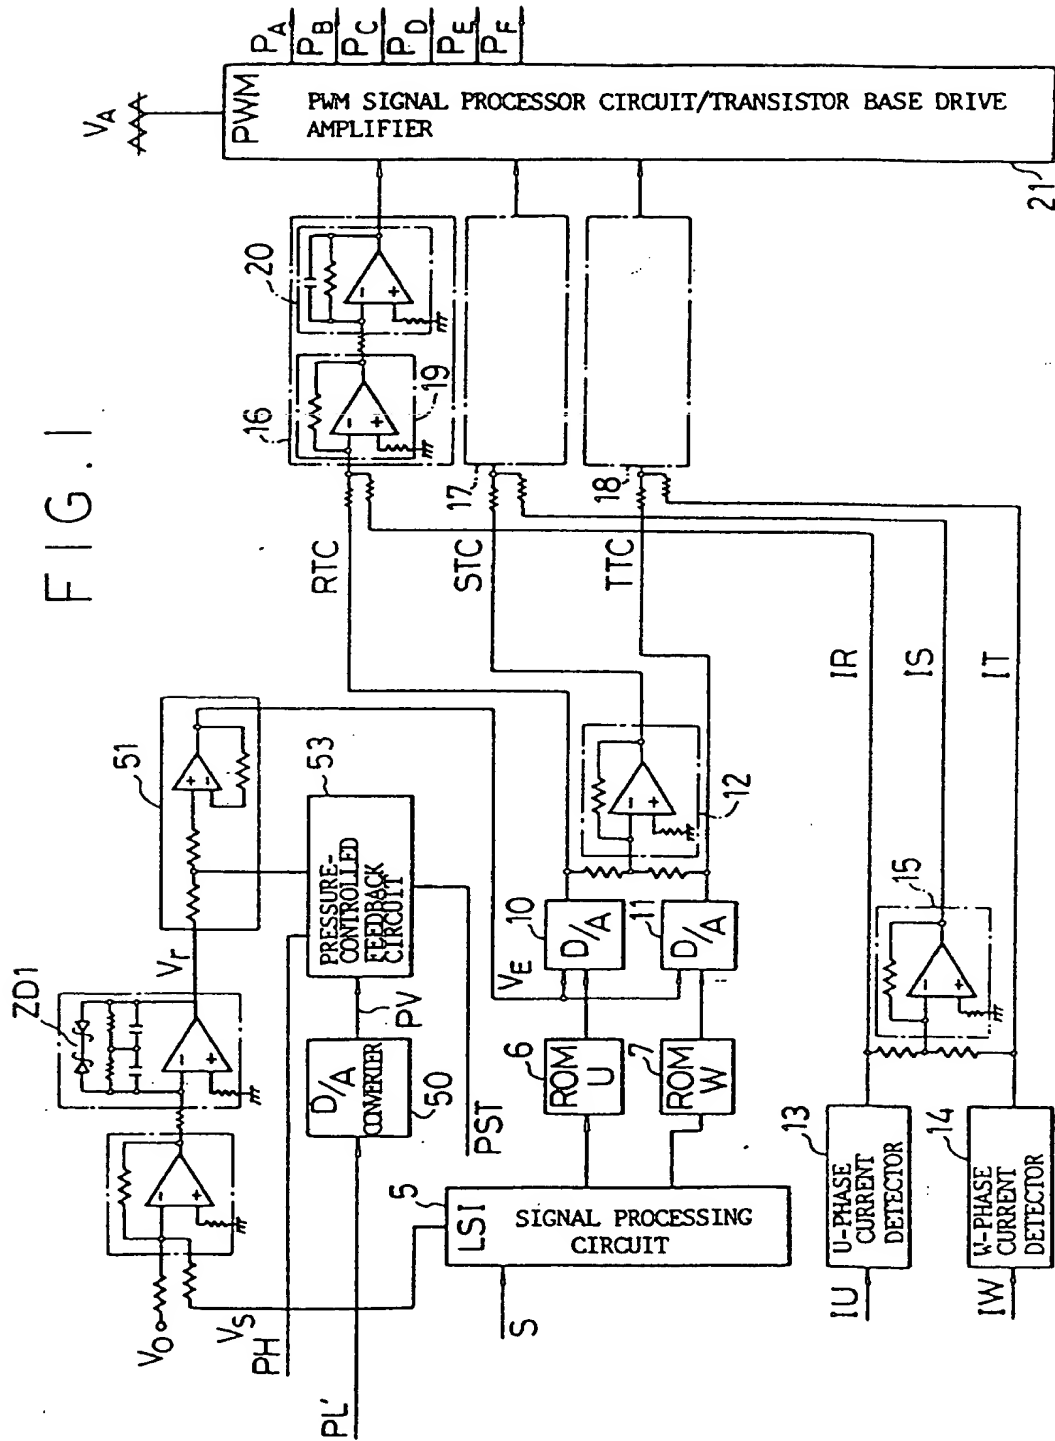 FIG. 1
VA
PA
PB
PC
PD
PE
PF
PWM
PWM SIGNAL PROCESSOR CIRCUIT/TRANSISTOR BASE DRIVE
AMPLIFIER
21
16
20
19
17
18
RTC
STC
TTC
IR
IS
IT
51
53
PRESSURE-
CONTROLLED
FEEDBACK
CIRCUIT
ZD1
Vr
PV
D/A
CONVERTER
50
PST
VE
10
D/A
11
D/A
12
6
ROM
U
7
ROM
W
15
VO
VS
PH
PL'
5
LSI
SIGNAL PROCESSING
CIRCUIT
S
13
U-PHASE
CURRENT
DETECTOR
IU
14
W-PHASE
CURRENT
DETECTOR
IW